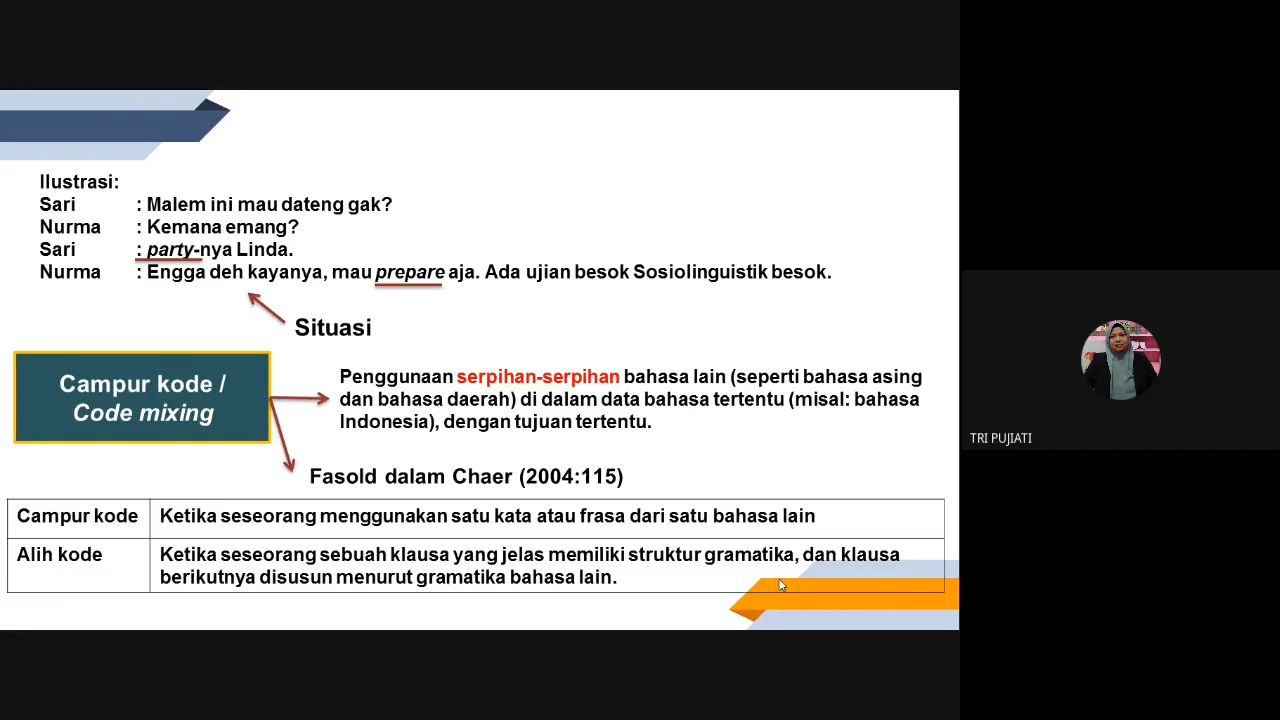 Ilustrasi:
Sari : Malem ini mau dateng gak?
Nurma : Kemana emang?
Sari : party-nya Linda.
Nurma : Engga deh kayanya, mau prepare aja. Ada ujian besok Sosiolinguistik besok.
Situasi
Campur kode /
Code mixing
Penggunaan serpihan-serpihan bahasa lain (seperti bahasa asing
dan bahasa daerah) di dalam data bahasa tertentu (misal: bahasa
Indonesia), dengan tujuan tertentu.
Fasold dalam Chaer (2004:115)
Campur kode Ketika seseorang menggunakan satu kata atau frasa dari satu bahasa lain
Alih kode Ketika seseorang sebuah klausa yang jelas memiliki struktur gramatika, dan klausa
berikutnya disusun menurut gramatika bahasa lain.
TRI PUJIATI